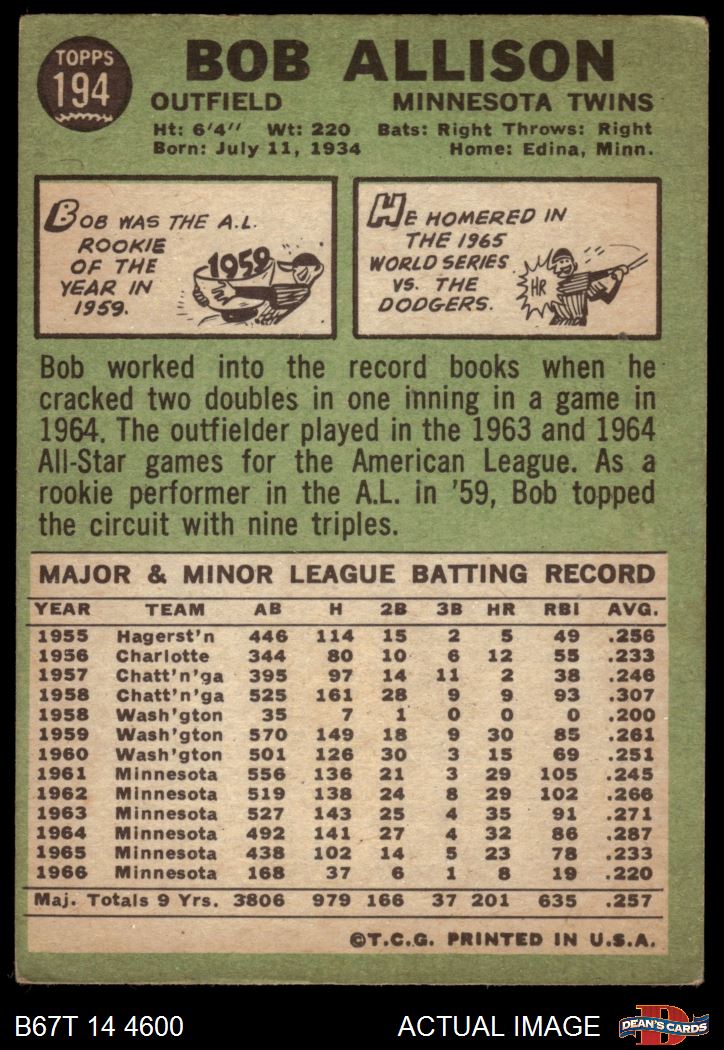 TOPPS
194
BOB ALLISON
OUTFIELD MINNESOTA TWINS
Ht: 6'4" Wt: 220 Bats: Right Throws: Right
Born: July 11, 1934 Home: Edina, Minn.
BOB WAS THE A.L.
ROOKIE
OF THE
YEAR IN
1959.
1959
HE HOMERED IN
THE 1965
WORLD SERIES
VS. THE
DODGERS.
HR
Bob worked into the record books when he
cracked two doubles in one inning in a game in
1964. The outfielder played in the 1963 and 1964
All-Star games for the American League. As a
rookie performer in the A.L. in '59, Bob topped
the circuit with nine triples.
MAJOR & MINOR LEAGUE BATTING RECORD
YEAR TEAM AB H 2B 3B HR RBI AVG.
1955 Hagerst'n 446 114 15 2 5 49 .256
1956 Charlotte 344 80 10 6 12 55 .233
1957 Chatt'n'ga 395 97 14 11 2 38 .246
1958 Chatt'n'ga 525 161 28 9 9 93 .307
1958 Wash'gton 35 7 1 0 0 0 .200
1959 Wash'gton 570 149 18 9 30 85 .261
1960 Wash'gton 501 126 30 3 15 69 .251
1961 Minnesota 556 136 21 3 29 105 .245
1962 Minnesota 519 138 24 8 29 102 .266
1963 Minnesota 527 143 25 4 35 91 .271
1964 Minnesota 492 141 27 4 32 86 .287
1965 Minnesota 438 102 14 5 23 78 .233
1966 Minnesota 168 37 6 1 8 19 .220
Maj. Totals 9 Yrs. 3806 979 166 37 201 635 .257
©T.C.G. PRINTED IN U.S.A.
B67T 14 4600 ACTUAL IMAGE
D
DEAN'S CARDS